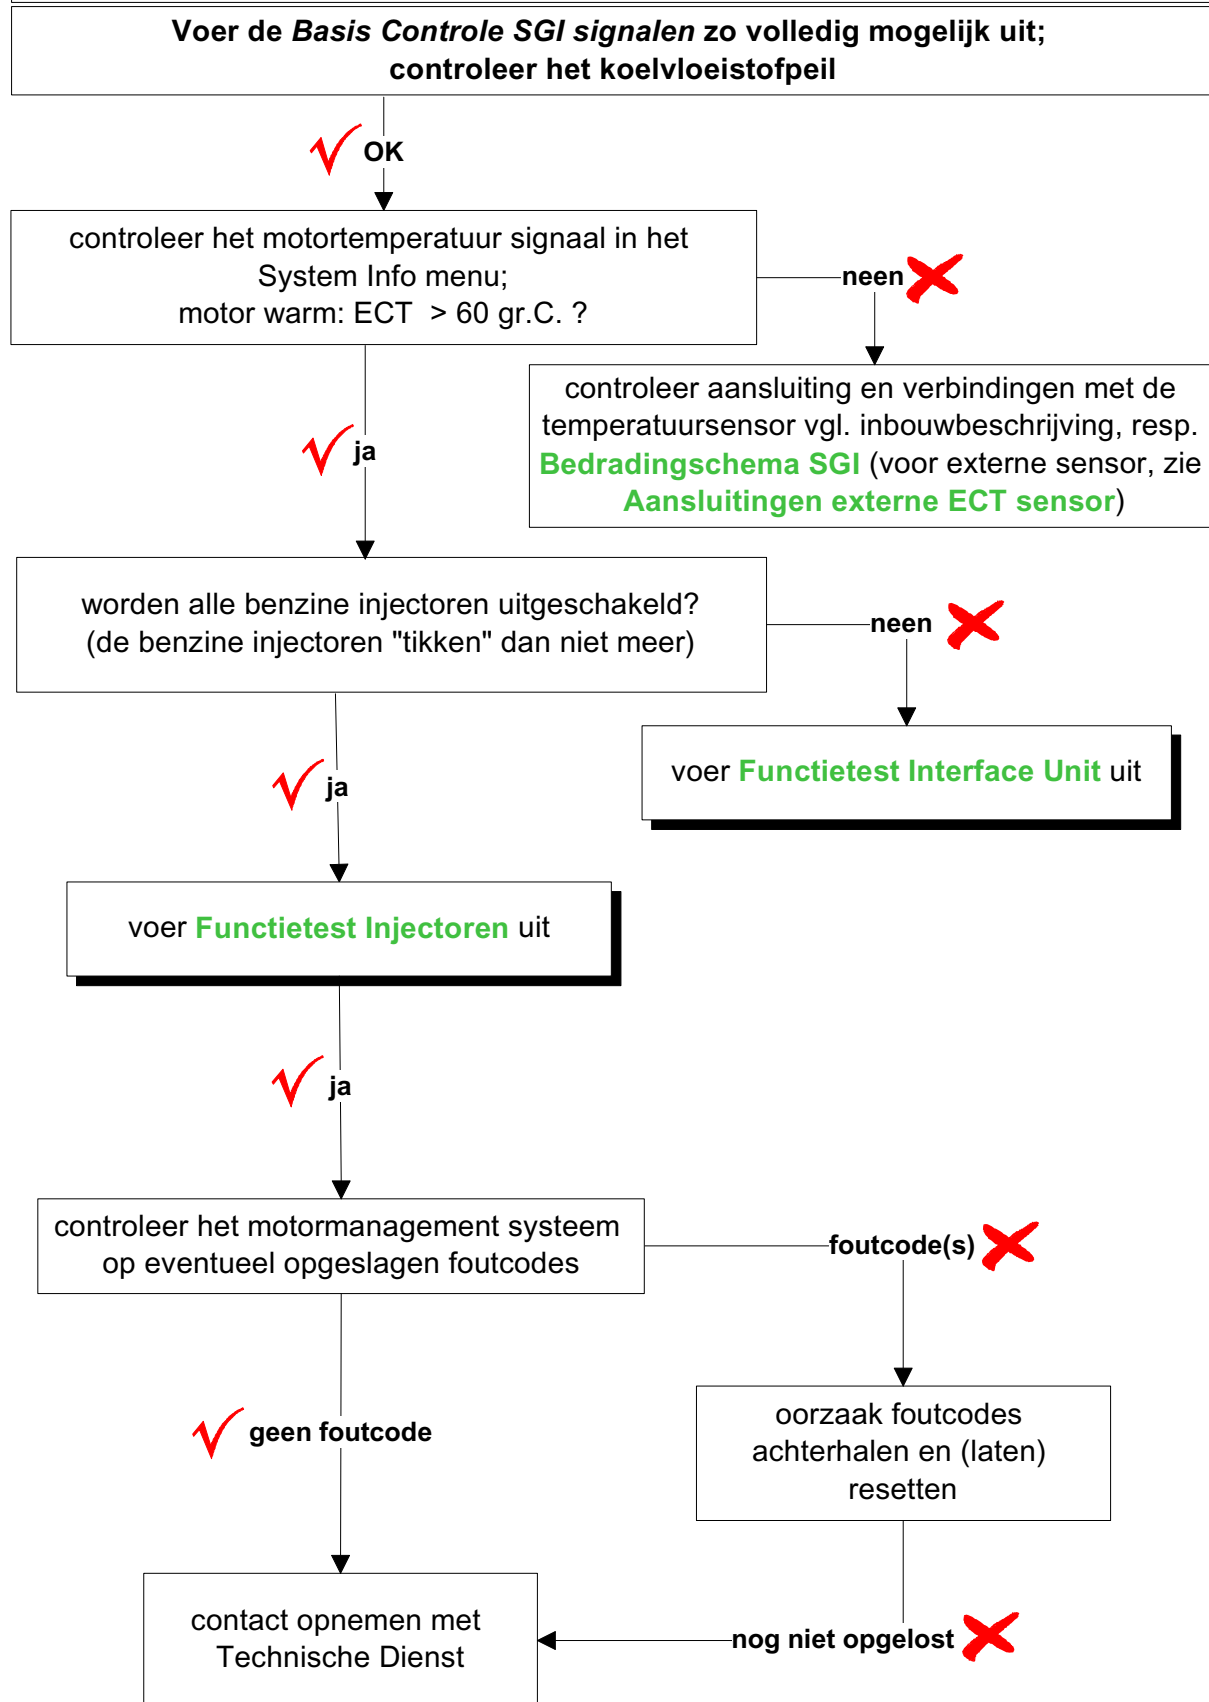 Voer de Basis Controle SGI signalen zo volledig mogelijk uit;
controleer het koelvloeistofpeil
OK
controleer het motortemperatuur signaal in het
System Info menu;
motor warm: ECT > 60 gr.C. ?
neen
controleer aansluiting en verbindingen met de
temperatuursensor vgl. inbouwbeschrijving, resp.
Bedradingschema SGI (voor externe sensor, zie
Aansluitingen externe ECT sensor)
ja
worden alle benzine injectoren uitgeschakeld?
(de benzine injectoren "tikken" dan niet meer)
neen
voer Functietest Interface Unit uit
ja
voer Functietest Injectoren uit
ja
controleer het motormanagement systeem
op eventueel opgeslagen foutcodes
foutcode(s)
oorzaak foutcodes
achterhalen en (laten)
resetten
geen foutcode
nog niet opgelost
contact opnemen met
Technische Dienst